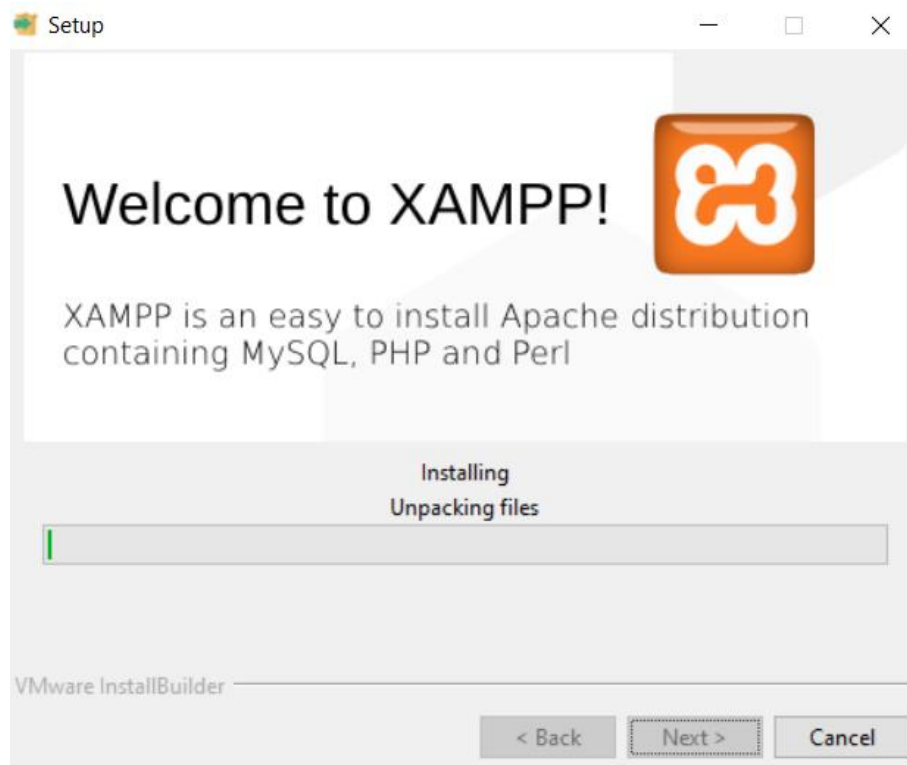 Setup
Welcome to XAMPP!
XAMPP is an easy to install Apache distribution
containing MySQL, PHP and Perl
Installing
Unpacking files
VMware InstallBuilder
< Back
Next >
Cancel